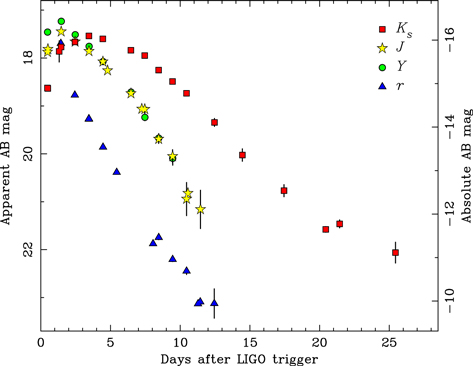 K_s
J
Y
r
18
20
22
−16
−14
−12
−10
0
5
10
15
20
25
Apparent AB mag
Absolute AB mag
Days after LIGO trigger